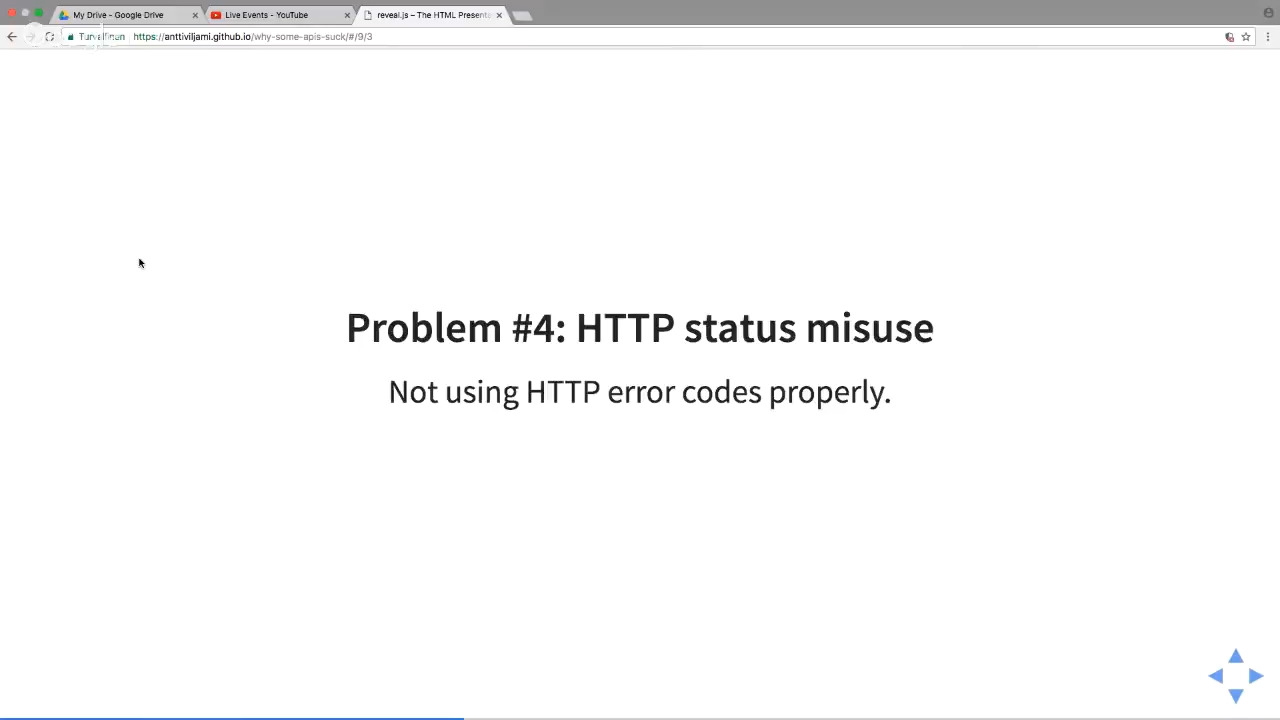 My Drive - Google Drive
Live Events - YouTube
reveal.js – The HTML Presenta
https://anttiviljami.github.io/why-some-apis-suck/#/9/3
Problem #4: HTTP status misuse
Not using HTTP error codes properly.